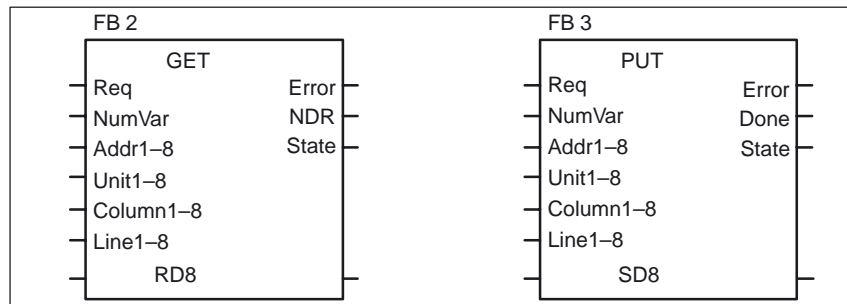 FB 2
GET
Req Error
NumVar NDR
Addr1–8 State
Unit1–8
Column1–8
Line1–8
RD8
FB 3
PUT
Req Error
NumVar Done
Addr1–8 State
Unit1–8
Column1–8
Line1–8
SD8